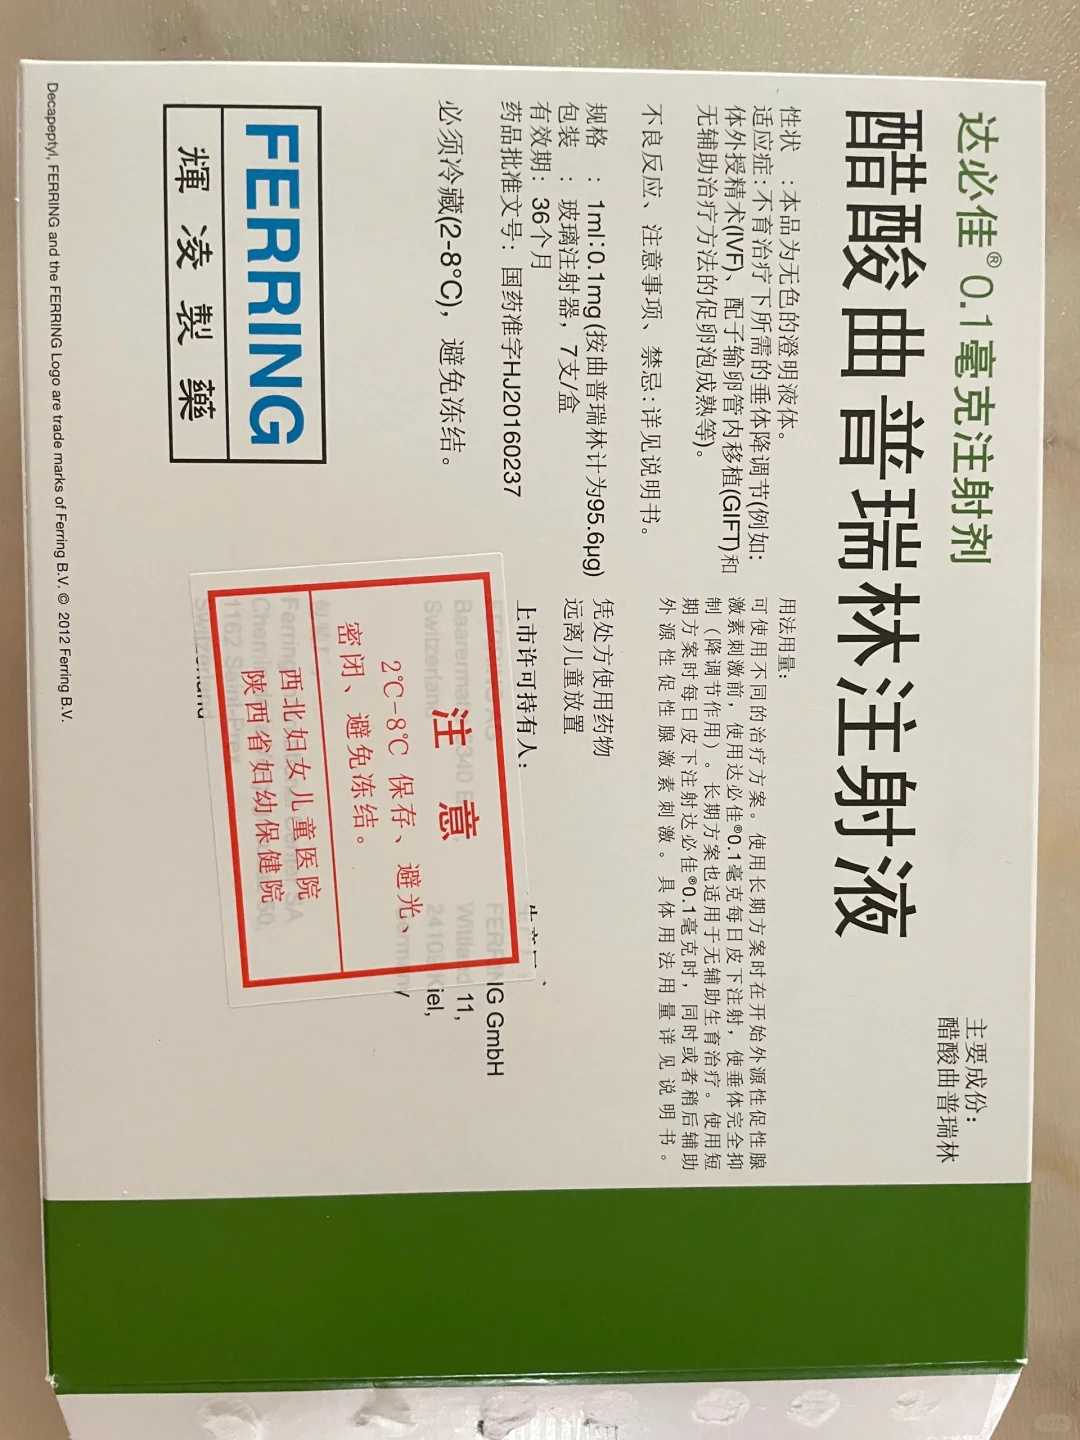 达必佳®0.1毫克注射剂
醋酸曲普瑞林注射液
主要成份：
醋酸曲普瑞林
性状 ：本品为无色的澄明液体。
适应症：不育治疗下所需的垂体降调节(例如：
体外授精术(IVF)、配子输卵管内移植(GIFT)和
无辅助治疗方法的促卵泡成熟等)。
不良反应、注意事项、禁忌：详见说明书。
规格 ： 1ml:0.1mg (按曲普瑞林计为95.6μg)
包装 ： 玻璃注射器，7支/盒
有效期：36个月
药品批准文号： 国药准字HJ20160237
必须冷藏(2-8°C)，避免冻结。
用法用量：
可使用不同的治疗方案。使用长期方案时在开始外源性促性腺
激素刺激前，使用达必佳®0.1毫克每日皮下注射，使垂体完全抑
制（降调节作用）。长期方案也适用于无辅助生育治疗。使用短
期方案时每日皮下注射达必佳®0.1毫克时，同时或者稍后辅助
外源性促性腺激素刺激。具体用法用量详见说明书。
凭处方使用药物
远离儿童放置
上市许可持有人：
FERRING GmbH
Wittland 11,
24109 Kiel,
Germany
Switzerland
注意
2℃-8℃ 保存、避光、
密闭、避免冻结。
西北妇女儿童医院
陕西省妇幼保健院
FERRING
輝凌製藥
Decapeptyl, FERRING and the FERRING Logo are trade marks of Ferring B.V. © 2012 Ferring B.V.